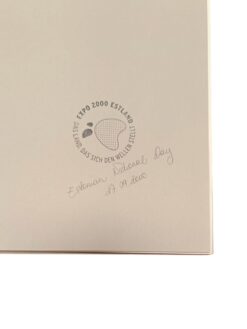 EXPO 2000 ESTLAND
DAS LAND, DAS SICH DEN WELLEN STELLT
Estonian National Day